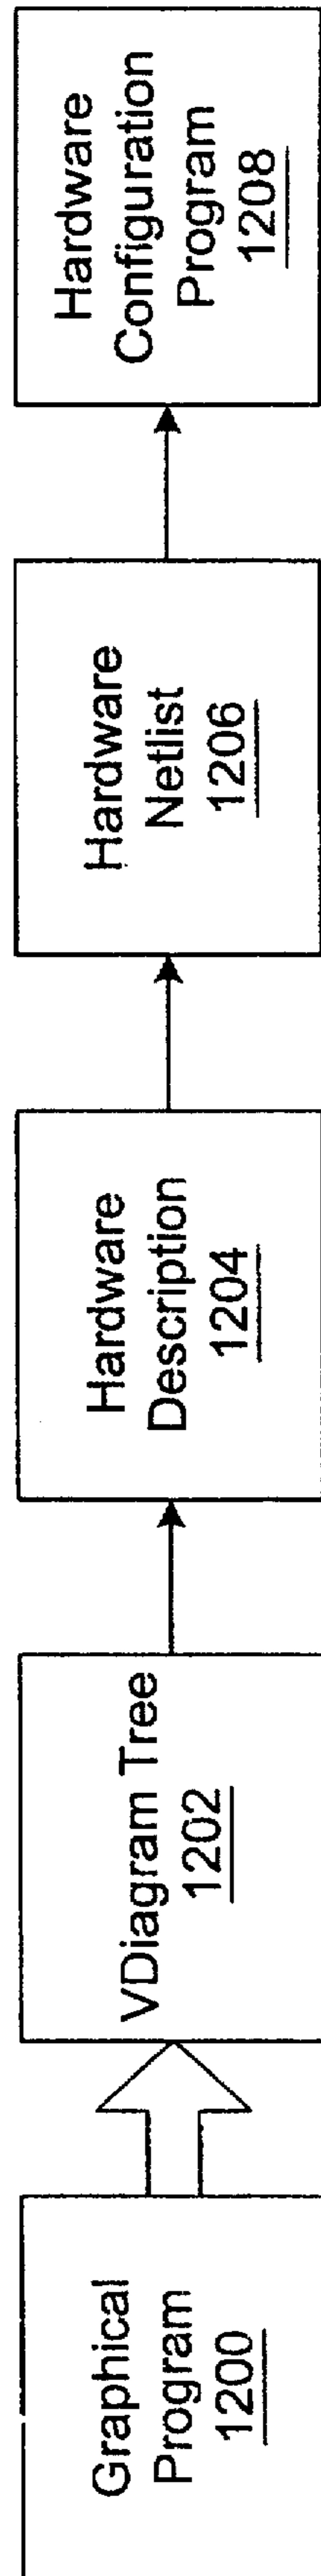 Graphical
Program
1200
VDiagram Tree
1202
Hardware
Description
1204
Hardware
Netlist
1206
Hardware
Configuration
Program
1208